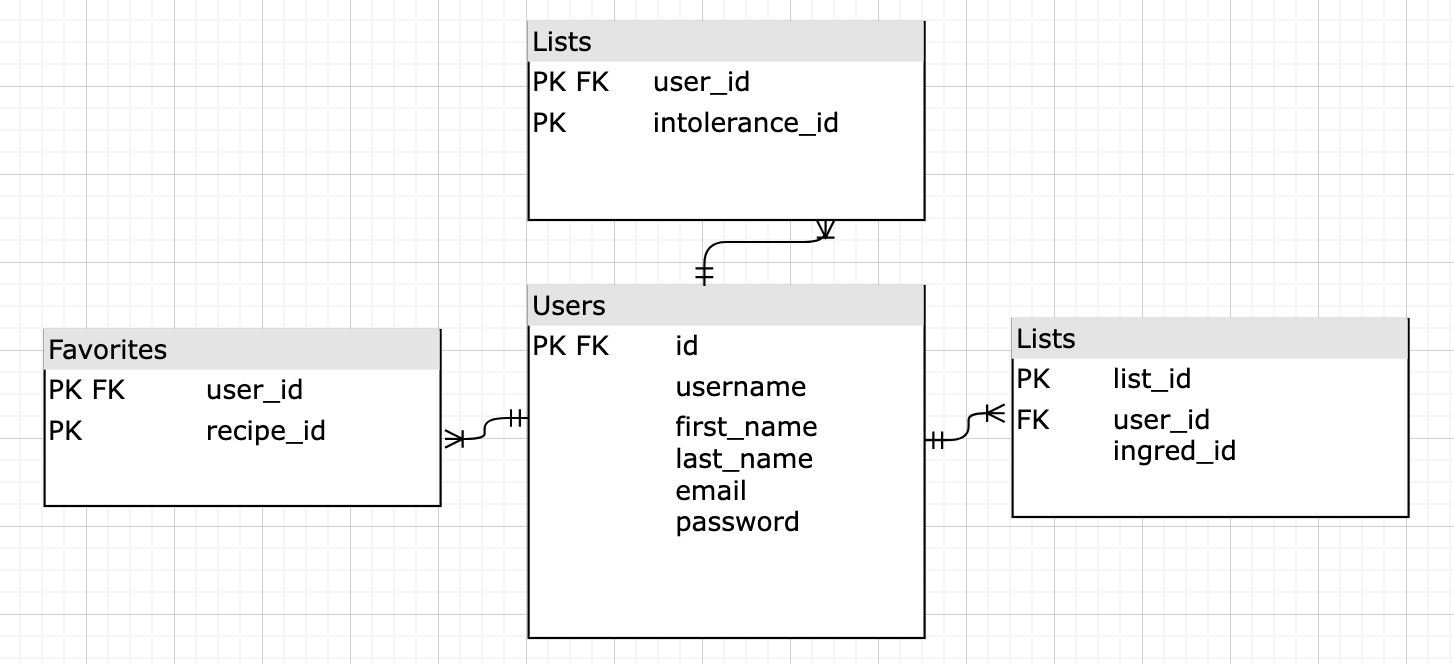 Lists
PK FK user_id
PK intolerance_id
Users
PK FK id
username
first_name
last_name
email
password
Favorites
PK FK user_id
PK recipe_id
Lists
PK list_id
FK user_id
ingred_id